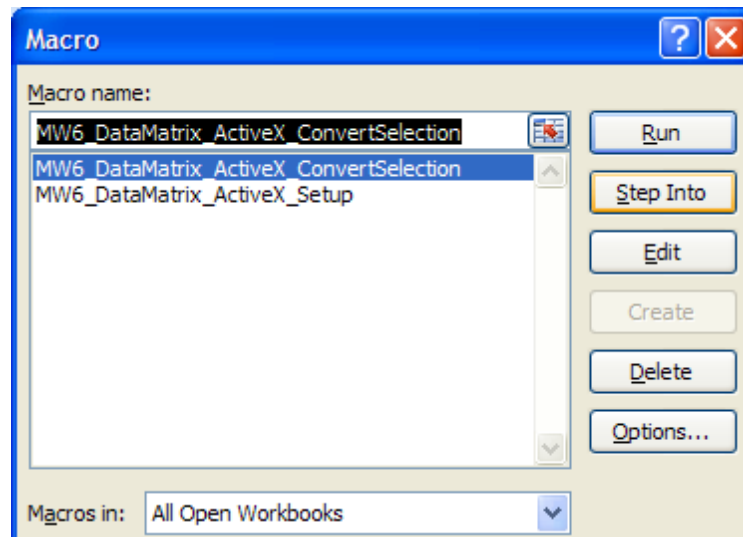 Macro
Macro name:
MW6_DataMatrix_ActiveX_ConvertSelection
MW6_DataMatrix_ActiveX_ConvertSelection
MW6_DataMatrix_ActiveX_Setup
Run
Step Into
Edit
Create
Delete
Options...
Macros in: All Open Workbooks